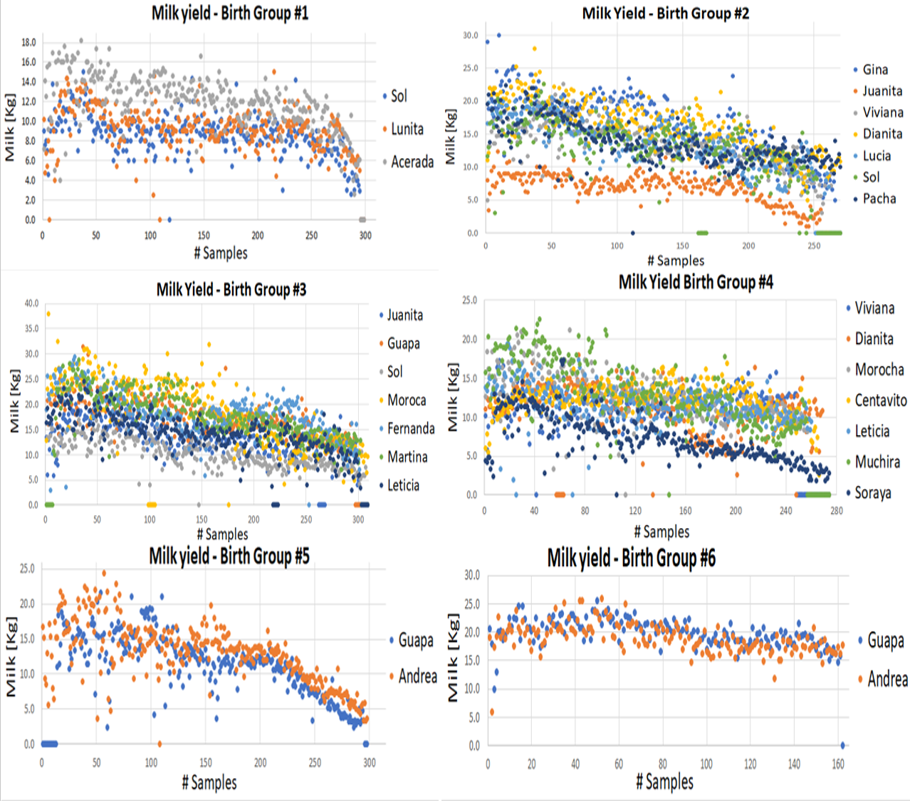 Milk yield - Birth Group #1
Milk [Kg]
18.0
16.0
14.0
12.0
10.0
8.0
6.0
4.0
2.0
0.0
0 50 100 150 200 250 300
# Samples
Sol
Lunita
Acerada
Milk Yield - Birth Group #2
Milk [Kg]
30.0
25.0
20.0
15.0
10.0
5.0
0.0
0 50 100 150 200 250
# Samples
Gina
Juanita
Viviana
Dianita
Lucia
Sol
Pacha
Milk Yield - Birth Group #3
Milk [Kg]
40.0
35.0
30.0
25.0
20.0
15.0
10.0
5.0
0.0
0 50 100 150 200 250 300
# Samples
Juanita
Guapa
Sol
Moroca
Fernanda
Martina
Leticia
Milk Yield Birth Group #4
Milk [Kg]
25.0
20.0
15.0
10.0
5.0
0.0
0 40 80 120 160 200 240 280
# Samples
Viviana
Dianita
Morocha
Centavito
Leticia
Muchira
Soraya
Milk yield - Birth Group #5
Milk [Kg]
25.0
20.0
15.0
10.0
5.0
0.0
0 50 100 150 200 250 300
# Samples
Guapa
Andrea
Milk yield - Birth Group #6
Milk [Kg]
30.0
25.0
20.0
15.0
10.0
5.0
0.0
0 20 40 60 80 100 120 140 160
# Samples
Guapa
Andrea